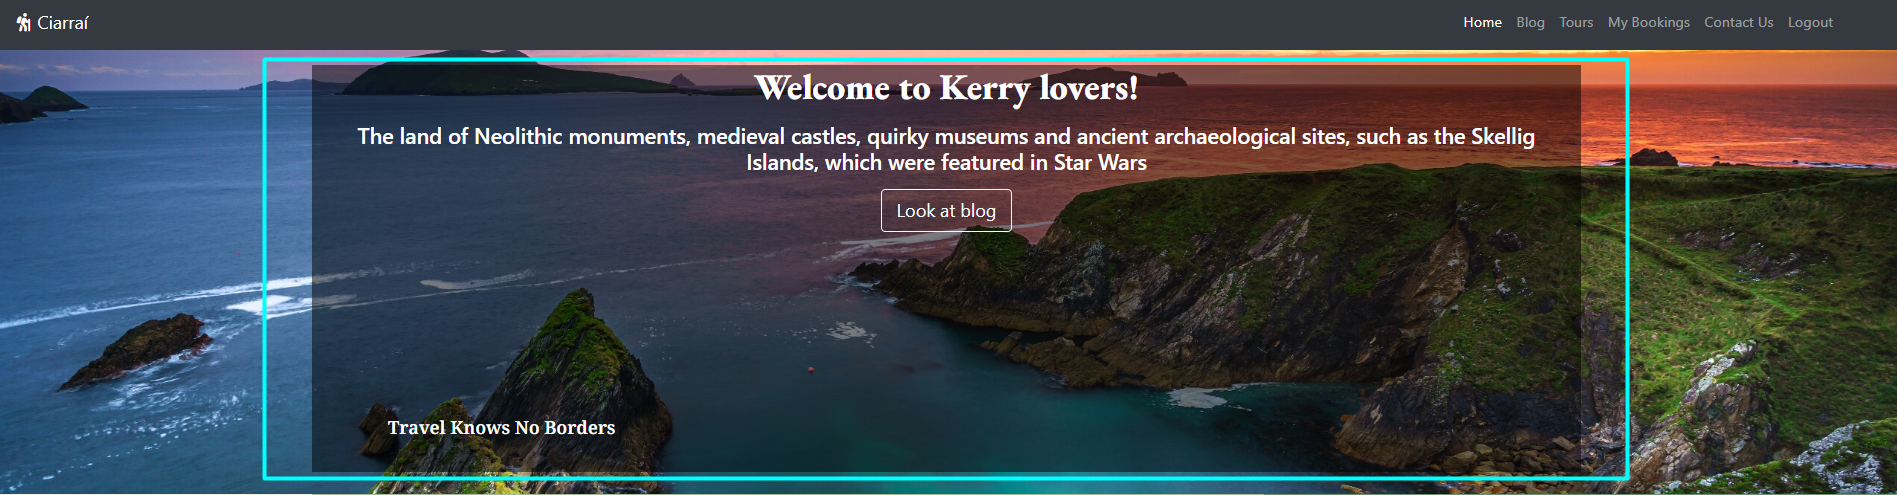 Ciarraí
Home Blog Tours My Bookings Contact Us Logout
Welcome to Kerry lovers!
The land of Neolithic monuments, medieval castles, quirky museums and ancient archaeological sites, such as the Skellig
Islands, which were featured in Star Wars
Look at blog
Travel Knows No Borders